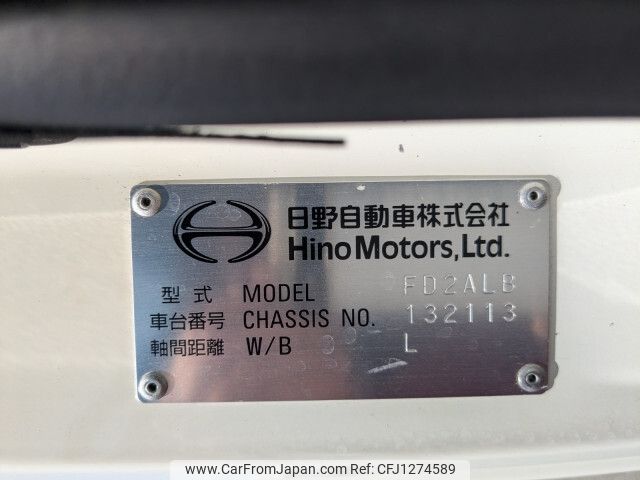 日野自動車株式会社
Hino Motors, Ltd.
型式 MODEL FD2ALB
車台番号 CHASSIS NO. 132113
軸間距離 W/B L
www.CarFromJapan.com © CarFromJapan - CFJ1274589